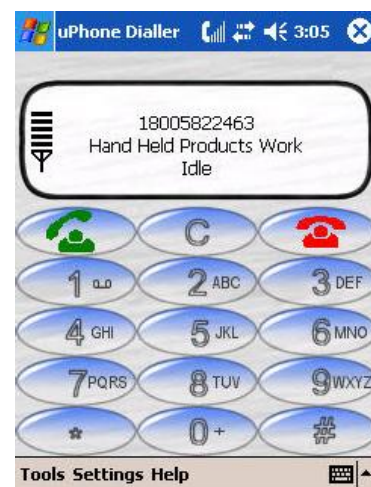 uPhone Dialler 3:05
18005822463
Hand Held Products Work
Idle
C
1 2 ABC 3 DEF
4 GHI 5 JKL 6 MNO
7 PQRS 8 TUV 9 WXYZ
* 0 + #
Tools Settings Help